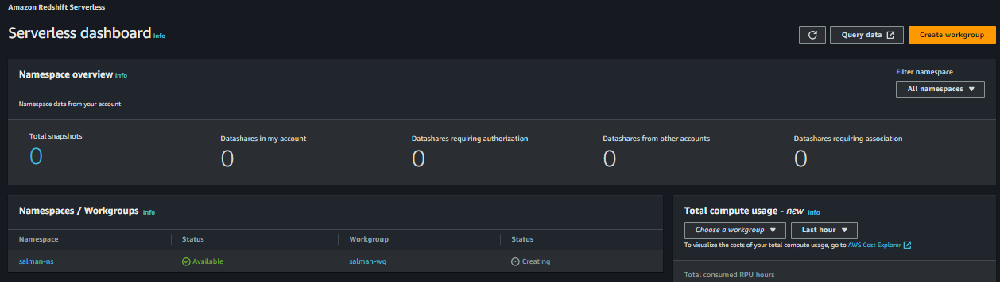 Amazon Redshift Serverless
Serverless dashboard Info
Query data
Create workgroup
Namespace overview Info
Filter namespace
All namespaces
Namespace data from your account
Total snapshots
0
Datashares in my account
0
Datashares requiring authorization
0
Datashares from other accounts
0
Datashares requiring association
0
Namespaces / Workgroups Info
Namespace Status Workgroup Status
salman-ns Available salman-wg Creating
Total compute usage - new Info
Choose a workgroup Last hour
To visualize the costs of your total compute usage, go to AWS Cost Explorer
Total consumed RPU hours